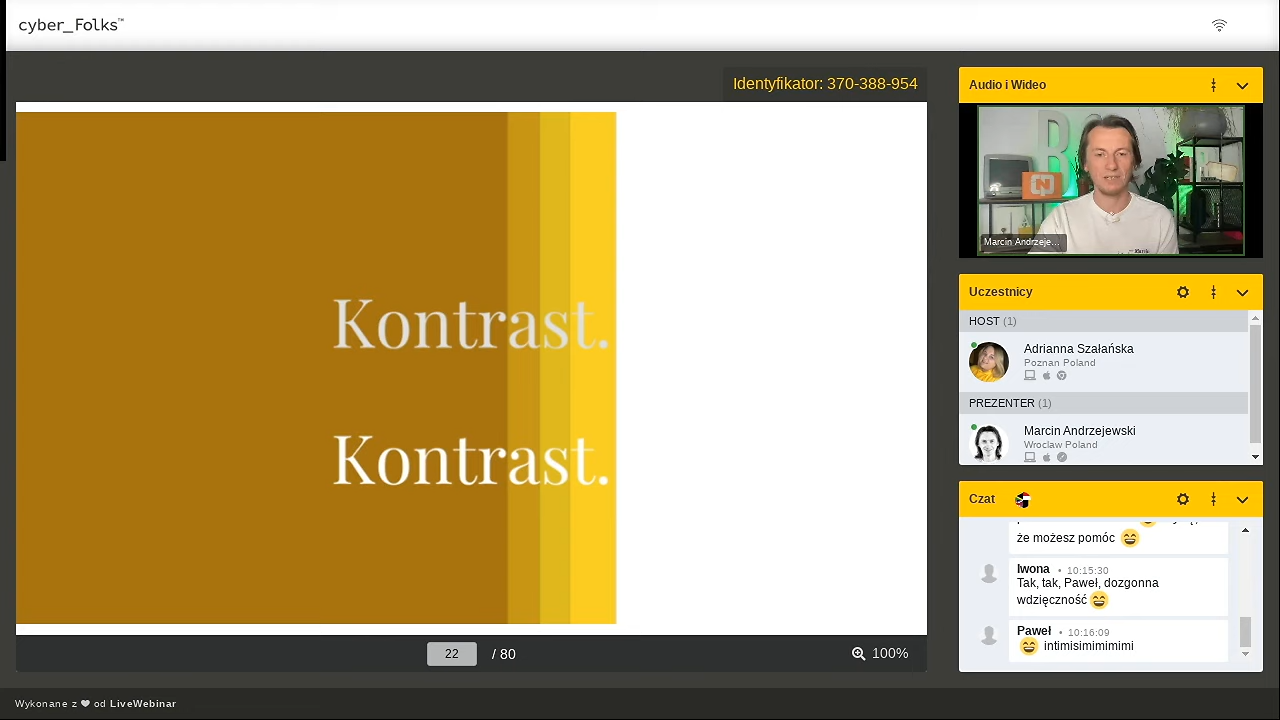 cyber_Folks™
Identyfikator: 370-388-954
Kontrast.
Kontrast.
22 / 80
100%
Audio i Wideo
Marcin Andrzeje...
Uczestnicy
HOST (1)
Adrianna Szałańska
Poznan Poland
PREZENTER (1)
Marcin Andrzejewski
Wroclaw Poland
Czat
że możesz pomóc
Iwona • 10:15:30
Tak, tak, Paweł, dozgonna
wdzięczność
Paweł • 10:16:09
intimisimimimimi
Wykonane z od LiveWebinar